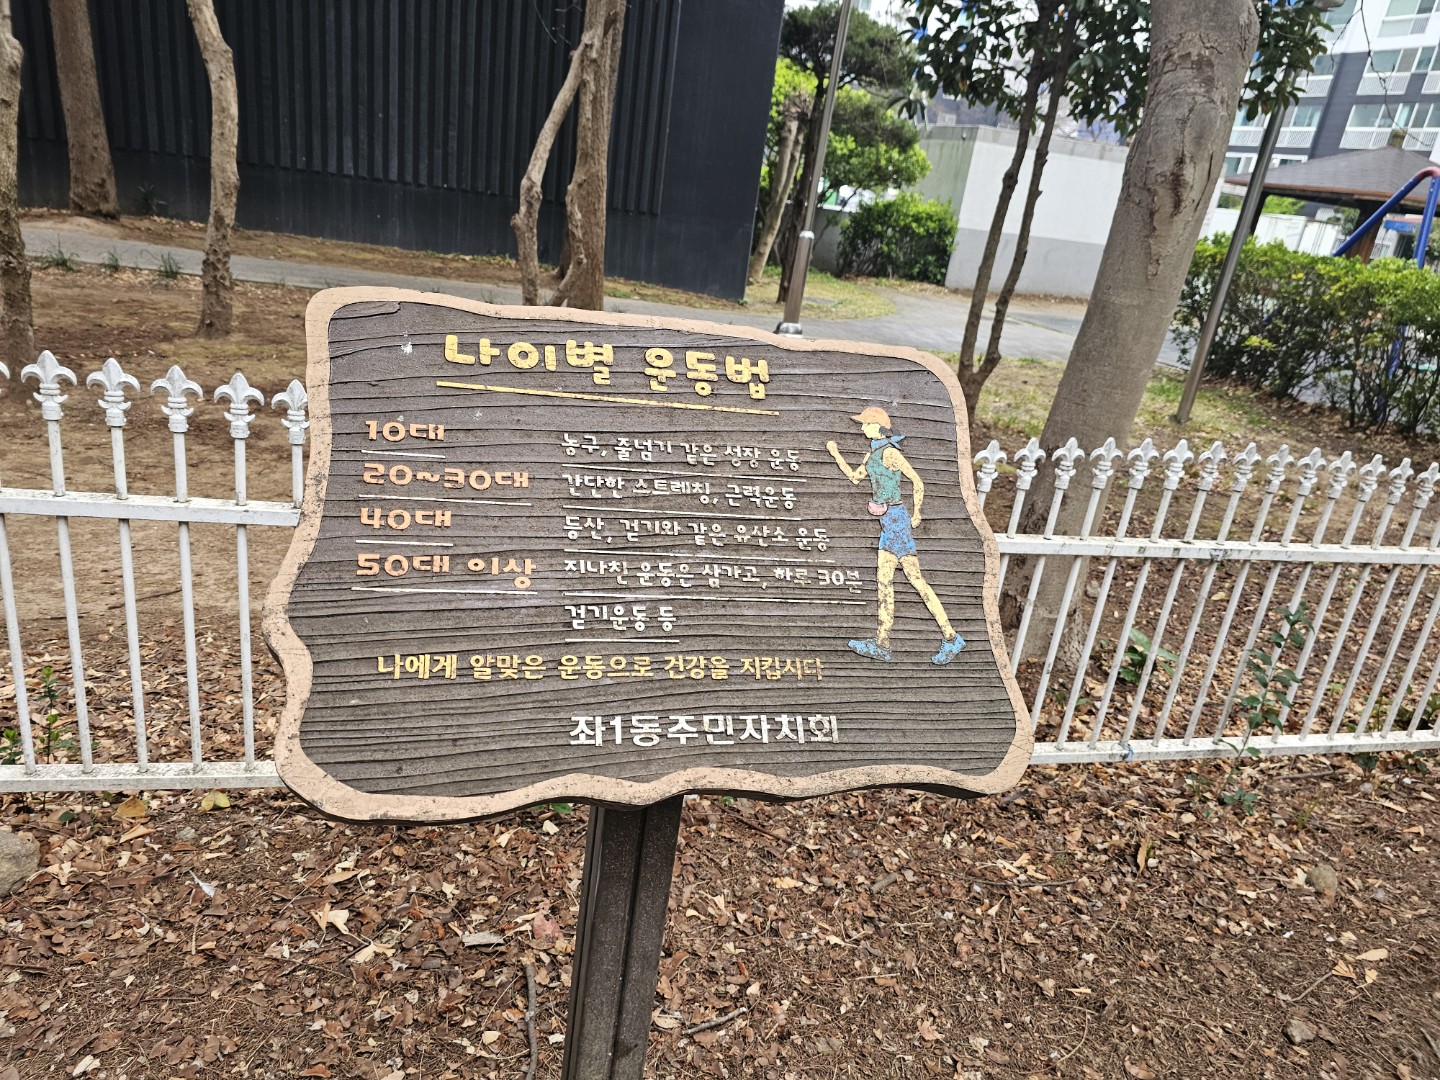 나이별 운동법
10대 농구, 줄넘기 같은 성장 운동
20~30대 간단한 스트레칭, 근력운동
40대 등산, 걷기와 같은 유산소 운동
50대 이상 지나친 운동은 삼가고, 하루 30분
걷기운동 등
나에게 알맞은 운동으로 건강을 지킵시다
좌1동주민자치회